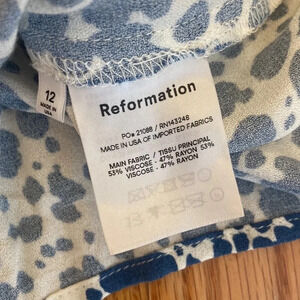 12
MADE IN
USA
Reformation
PO# 21088 / RN143248
MADE IN USA OF IMPORTED FABRICS
MAIN FABRIC / TISSU PRINCIPAL
53% VISCOSE - 47% RAYON 53%
VISCOSE - 47% RAYON